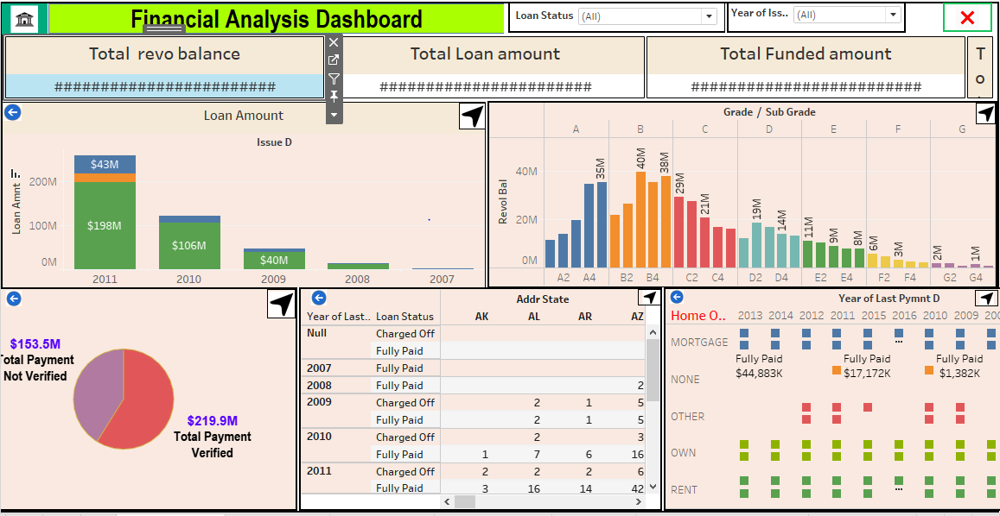 Financial Analysis Dashboard
Loan Status (All)
Year of Iss.. (All)
Total revo balance
########################
Total Loan amount
#######################
Total Funded amount
#########################
T
o
Loan Amount
Issue D
Loan Amnt
200M
100M
0M
$43M
$198M
$106M
$40M
2011 2010 2009 2008 2007
Grade / Sub Grade
A B C D E F G
Revol Bal
40M
20M
0M
35M 40M 38M 29M 21M 19M 14M 11M 9M 8M 6M 3M 2M 1M
A2 A4 B2 B4 C2 C4 D2 D4 E2 E4 F2 F4 G2 G4
$153.5M
Total Payment
Not Verified
$219.9M
Total Payment
Verified
Addr State
Year of Last.. Loan Status AK AL AR AZ
Null Charged Off
Fully Paid
2007 Fully Paid
2008 Fully Paid 2
2009 Charged Off 2 1 5
Fully Paid 2 1 5
2010 Charged Off 2 3
Fully Paid 1 7 6 16
2011 Charged Off 2 2 2 6
Fully Paid 3 16 14 42
Year of Last Pymnt D
Home O.. 2013 2014 2012 2011 2015 2016 2010 2009 200
MORTGAGE
Fully Paid Fully Paid Fully Paid
$44,883K $17,172K $1,382K
NONE
OTHER
OWN
RENT